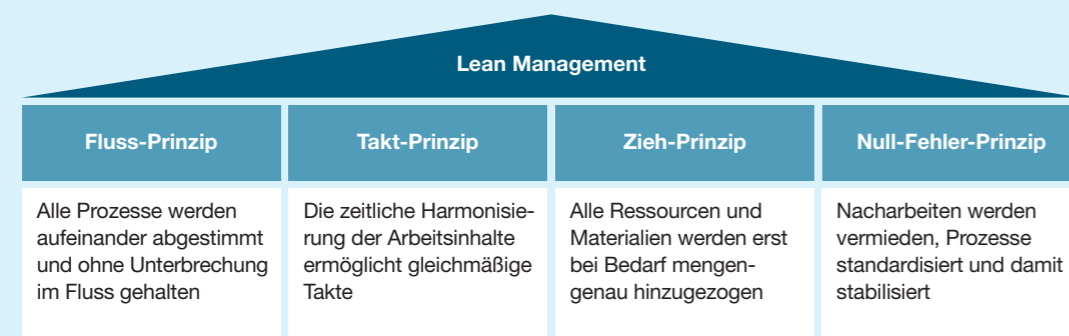 Lean Management
Fluss-Prinzip
Alle Prozesse werden
aufeinander abgestimmt
und ohne Unterbrechung
im Fluss gehalten
Takt-Prinzip
Die zeitliche Harmonisie-
rung der Arbeitsinhalte
ermöglicht gleichmäßige
Takte
Zieh-Prinzip
Alle Ressourcen und
Materialien werden erst
bei Bedarf mengen-
genau hinzugezogen
Null-Fehler-Prinzip
Nacharbeiten werden
vermieden, Prozesse
standardisiert und damit
stabilisiert